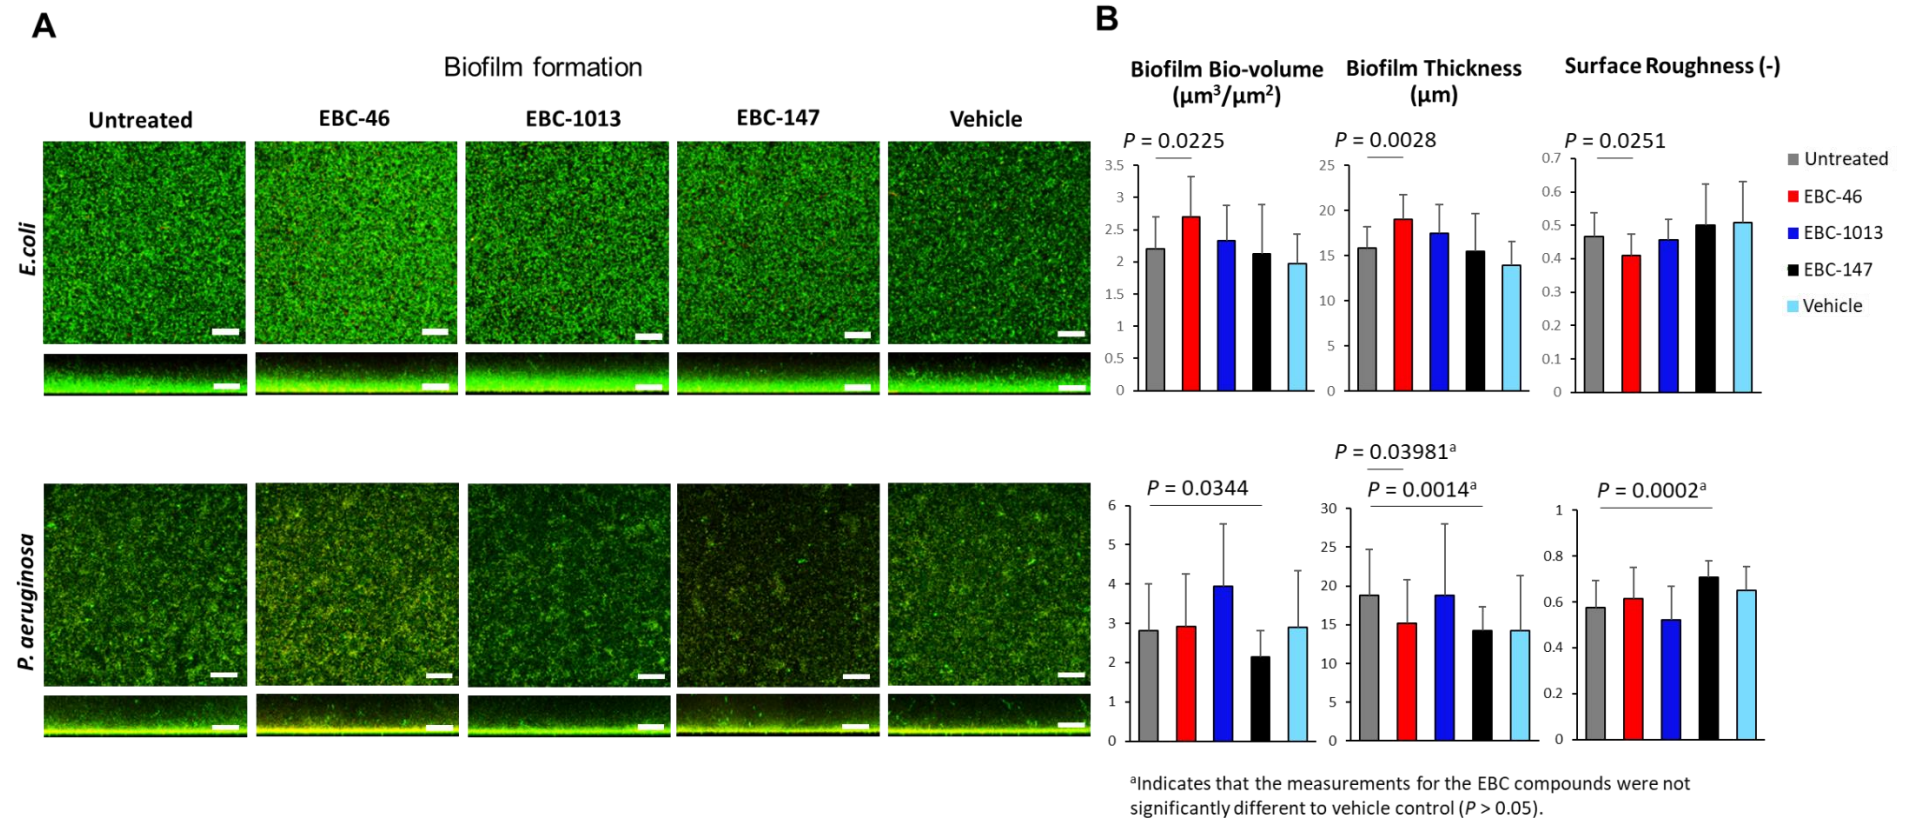 A
Biofilm formation
Untreated
EBC-46
EBC-1013
EBC-147
Vehicle
E.coli
P. aeruginosa
B
Biofilm Bio-volume
(µm³/µm²)
Biofilm Thickness
(µm)
Surface Roughness (-)
P = 0.0225
3.5
3
2.5
2
1.5
1
0.5
0
P = 0.0028
25
20
15
10
5
0
P = 0.0251
0.7
0.6
0.5
0.4
0.3
0.2
0.1
0
Untreated
EBC-46
EBC-1013
EBC-147
Vehicle
P = 0.0344
6
5
4
3
2
1
0
P = 0.03981ᵃ
P = 0.0014ᵃ
30
25
20
15
10
5
0
P = 0.0002ᵃ
1
0.8
0.6
0.4
0.2
0
ᵃIndicates that the measurements for the EBC compounds were not
significantly different to vehicle control (P > 0.05).